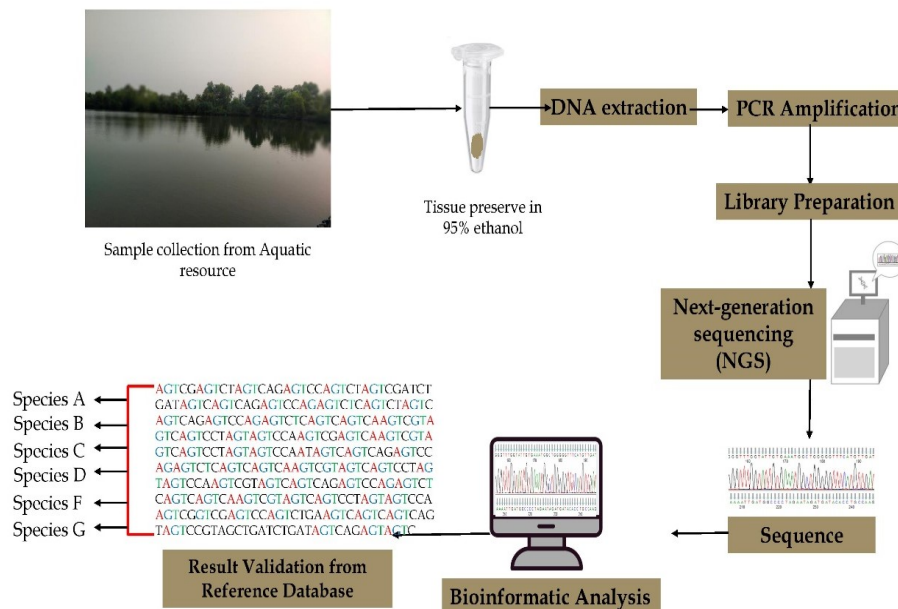 DNA extraction
PCR Amplification
Tissue preserve in
95% ethanol
Sample collection from Aquatic
resource
Library Preparation
Next-generation
sequencing
(NGS)
Sequence
Bioinformatic Analysis
AGTCGAGTCTAGTCAGAGTCCAGTCTAGTCGATCT
GATAGTCAGTCAGAGTCCAGAGTCTCAGTCTAGTC
AGTCAGAGTCCAGAGTCTCAGTCAGTCAAGTCGTA
GTCAGTCCTAGTAGTCCAAGTCGAGTCAAGTCGTA
GTCAGTCCTAGTAGTCCAATAGTCAGTCAGAGTCC
AGAGTCTCAGTCAGTCAAGTCGTAGTCAGTCCTAG
TAGTCCAAGTCGTAGTCAGTCAGAGTCCAGAGTCT
CAGTCAGTCAAGTCGTAGTCAGTCCTAGTAGTCCA
AGTCGGTCGAGTCCAGTCTGAAGTCAGTCAGTCAG
TAGTCCGTAGCTGATCTGATAGTCAGAGTAGTC
Species A
Species B
Species C
Species D
Species F
Species G
Result Validation from
Reference Database